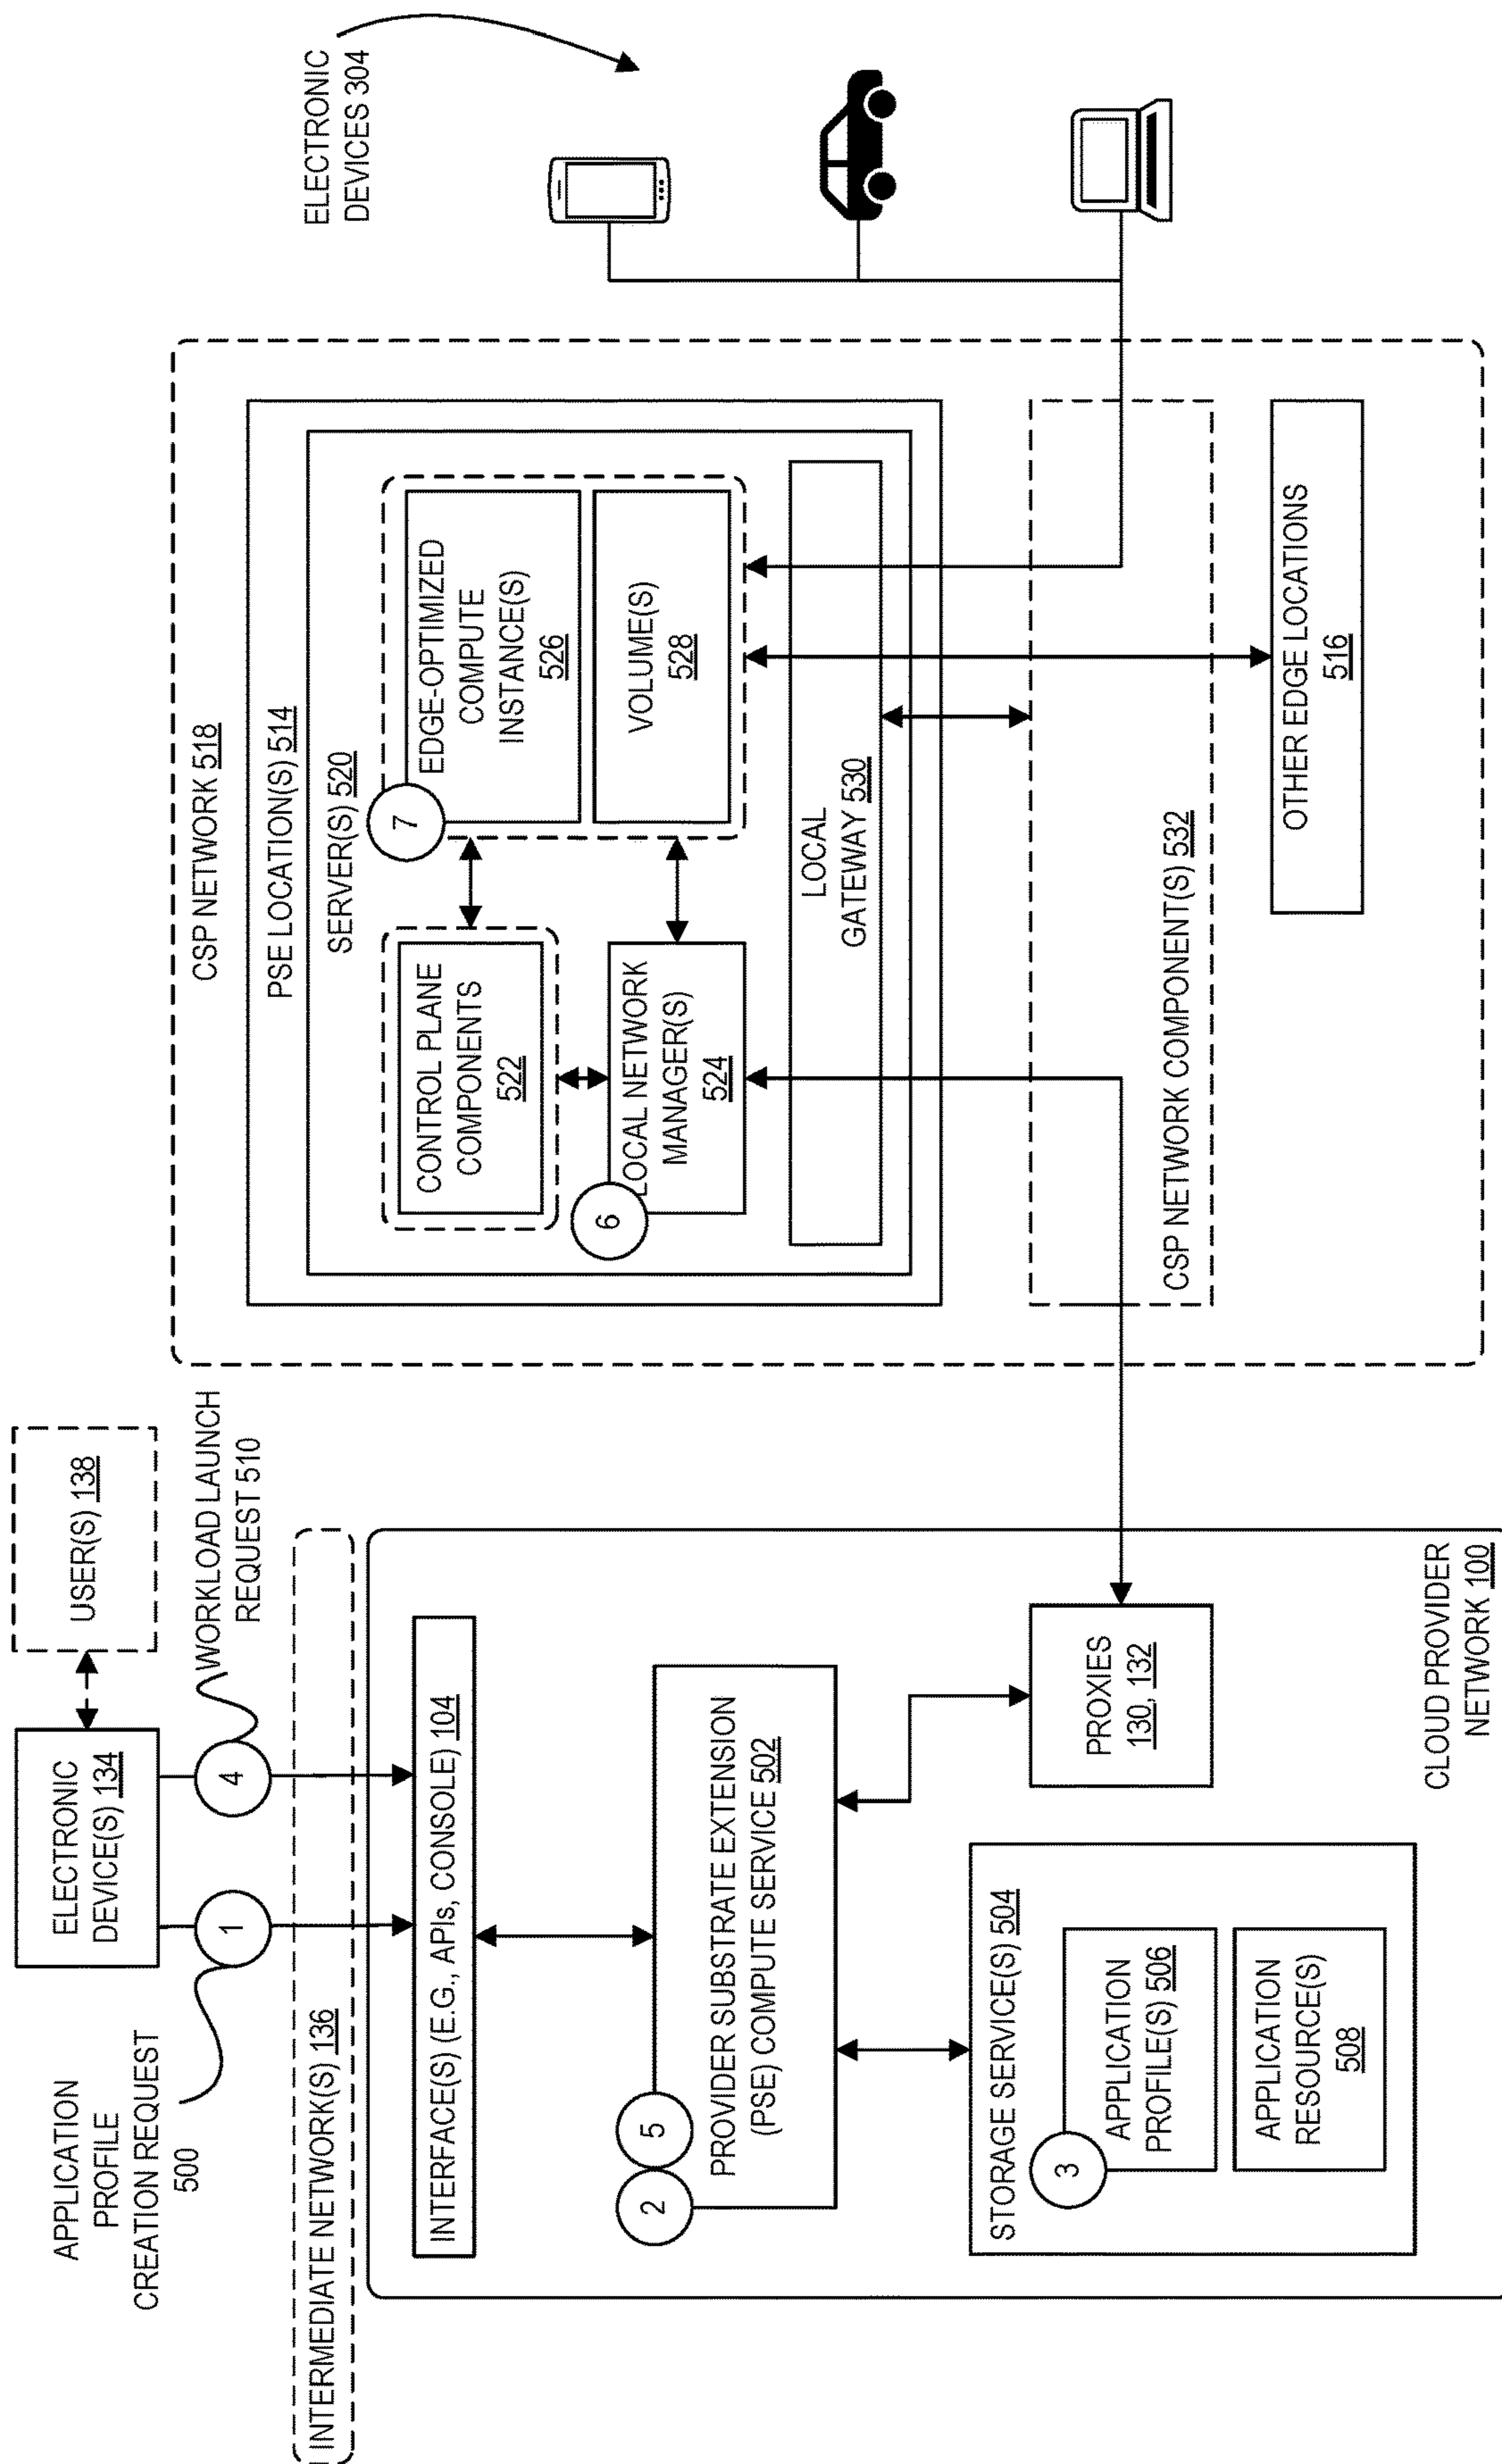 APPLICATION
PROFILE
CREATION REQUEST
500
ELECTRONIC
DEVICE(S) 134
USER(S) 138
1
4
WORKLOAD LAUNCH
REQUEST 510
INTERMEDIATE NETWORK(S) 136
INTERFACE(S) (E.G., APIs, CONSOLE) 104
2
5
PROVIDER SUBSTRATE EXTENSION
(PSE) COMPUTE SERVICE 502
STORAGE SERVICE(S) 504
3
APPLICATION
PROFILE(S) 506
APPLICATION
RESOURCE(S)
508
PROXIES
130, 132
CLOUD PROVIDER
NETWORK 100
CSP NETWORK 518
PSE LOCATION(S) 514
SERVER(S) 520
CONTROL PLANE
COMPONENTS
522
6
LOCAL NETWORK
MANAGER(S)
524
7
EDGE-OPTIMIZED
COMPUTE
INSTANCE(S)
526
VOLUME(S)
528
LOCAL
GATEWAY 530
CSP NETWORK COMPONENT(S) 532
OTHER EDGE LOCATIONS
516
ELECTRONIC
DEVICES 304